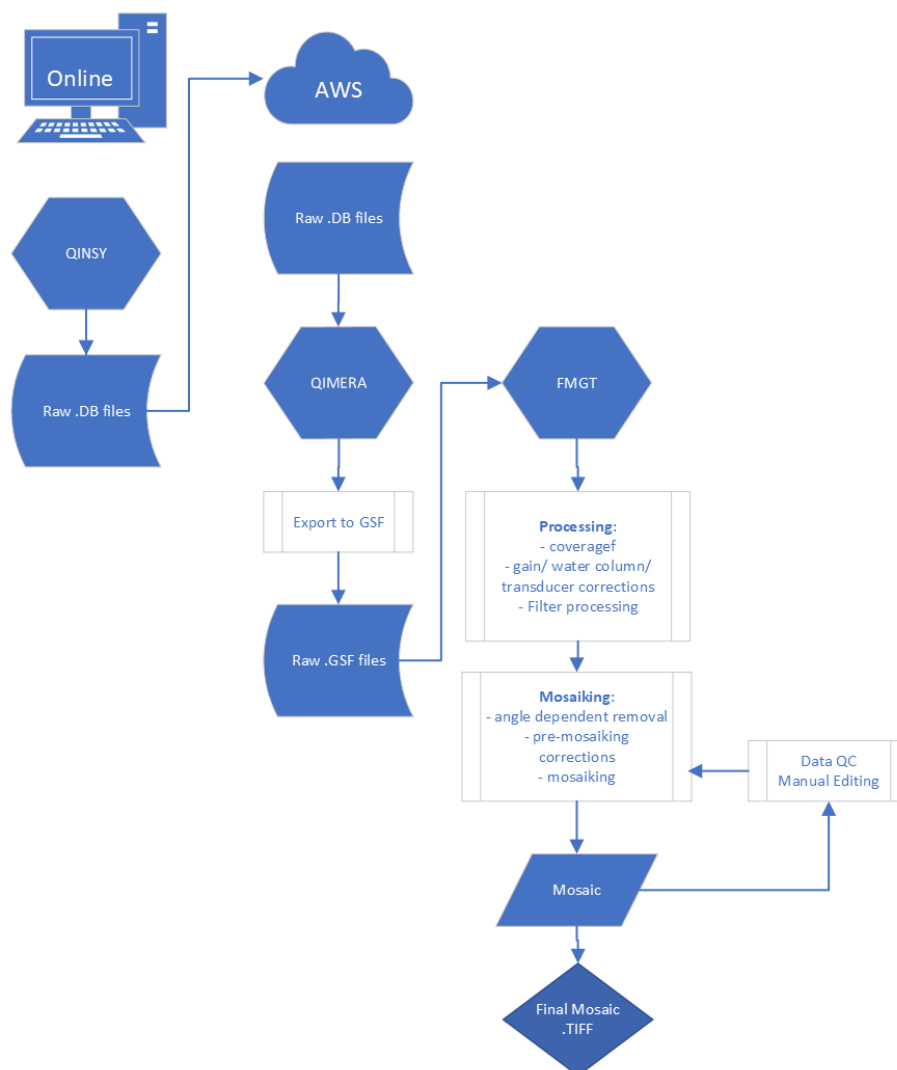 Online
AWS
Raw .DB files
QINSY
QIMERA
FMGT
Raw .DB files
Export to GSF
Processing:
- coveragef
- gain/ water column/
transducer corrections
- Filter processing
Raw .GSF files
Mosaiking:
- angle dependent removal
- pre-mosaiking
corrections
- mosaiking
Data QC
Manual Editing
Mosaic
Final Mosaic
.TIFF